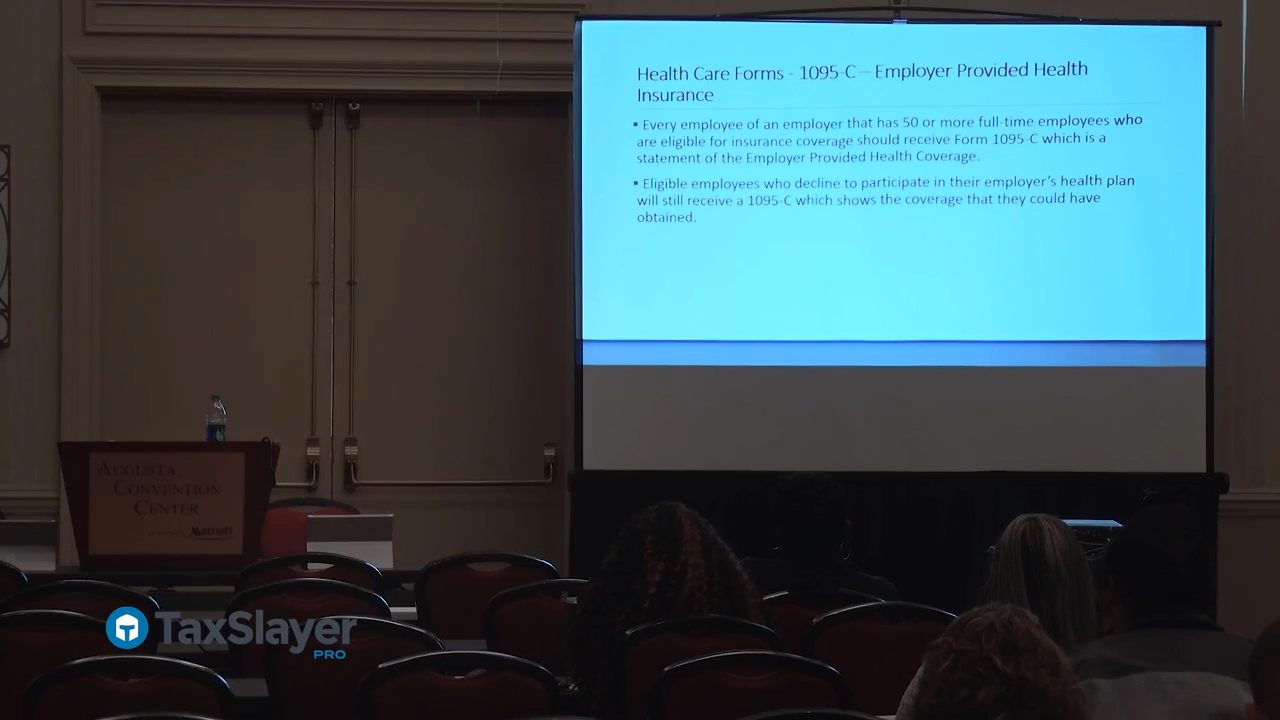 Health Care Forms - 1095-C – Employer Provided Health
Insurance
▪ Every employee of an employer that has 50 or more full-time employees who
are eligible for insurance coverage should receive Form 1095-C which is a
statement of the Employer Provided Health Coverage.
▪ Eligible employees who decline to participate in their employer's health plan
will still receive a 1095-C which shows the coverage that they could have
obtained.
AUGUSTA
CONVENTION
CENTER
Marriott
TaxSlayer
PRO